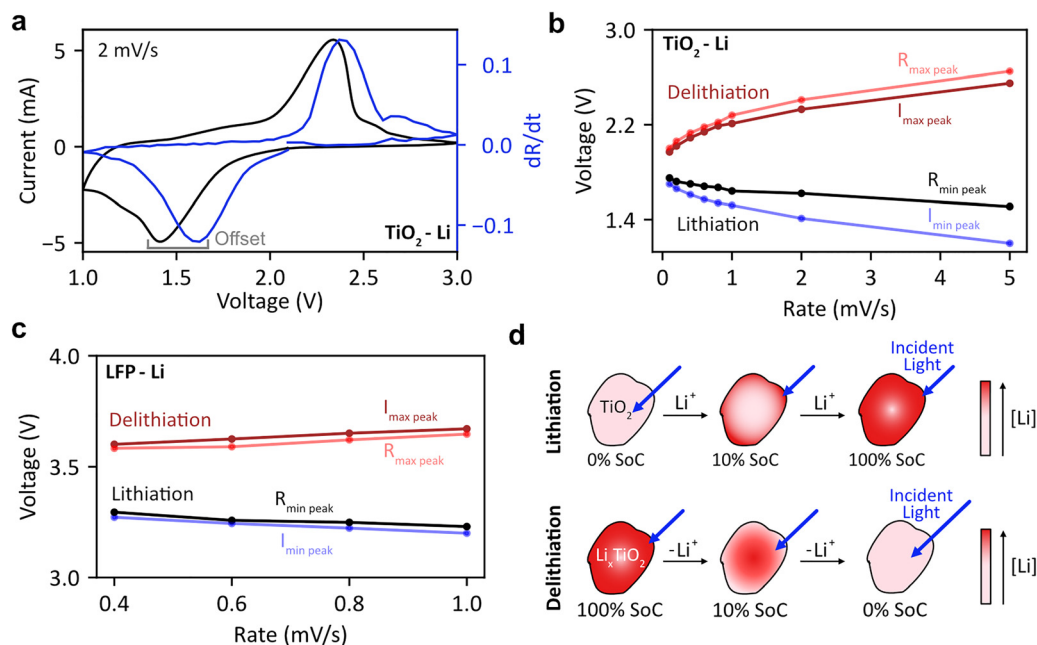 a
2 mV/s
Current (mA)
5
0
−5
0.1
0.0
−0.1
dR/dt
Offset
TiO2 - Li
1.0 1.5 2.0 2.5 3.0
Voltage (V)
b
TiO2 - Li
3.0
2.2
1.4
Voltage (V)
Delithiation
Rmax peak
Imax peak
Rmin peak
Lithiation
Imin peak
0 1 2 3 4 5
Rate (mV/s)
c
LFP - Li
4.0
3.5
3.0
Voltage (V)
Delithiation
Imax peak
Rmax peak
Lithiation
Rmin peak
Imin peak
0.4 0.6 0.8 1.0
Rate (mV/s)
d
Lithiation
Incident
Light
TiO2
Li+
Li+
[Li]
0% SoC
10% SoC
100% SoC
Delithiation
Incident
Light
LixTiO2
-Li+
-Li+
[Li]
100% SoC
10% SoC
0% SoC